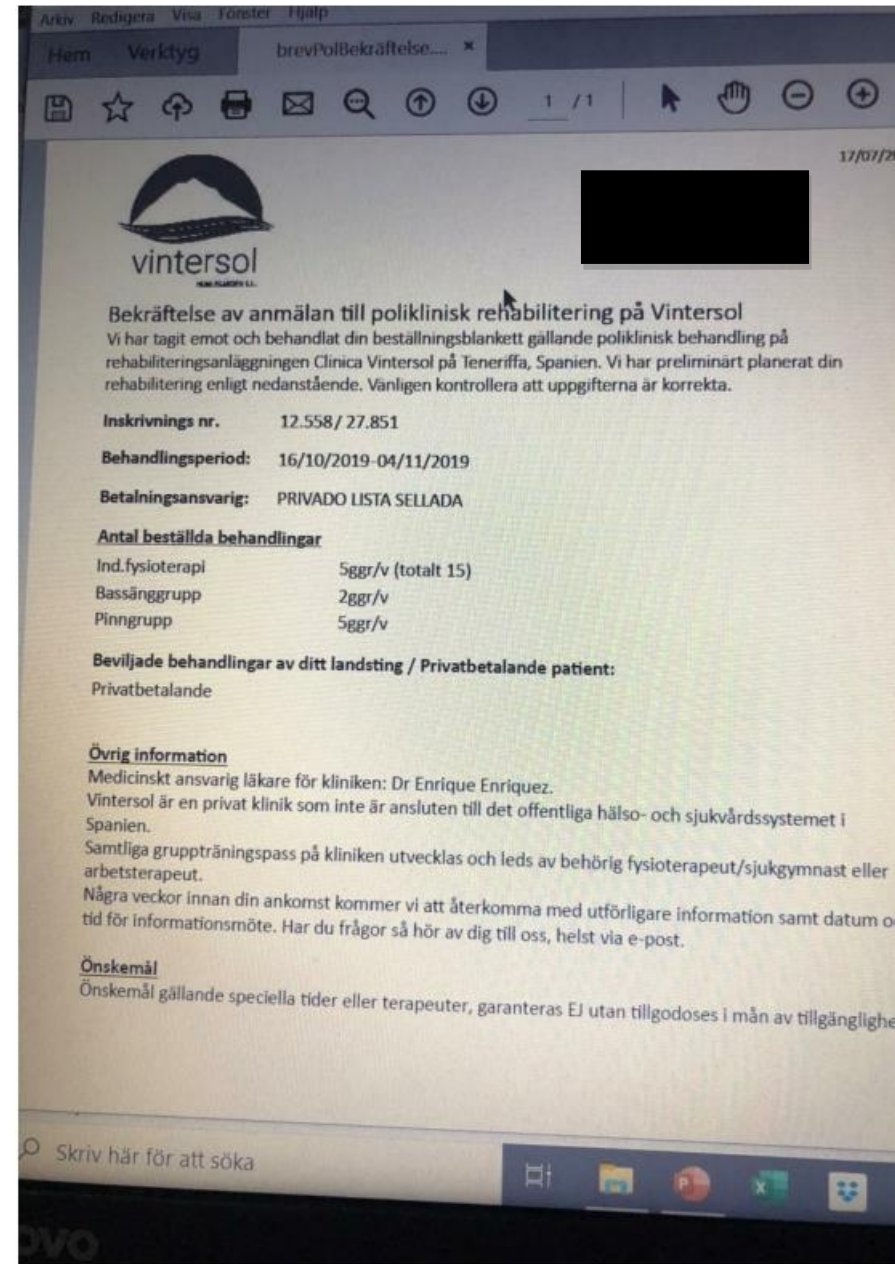 Arkiv Redigera Visa Fönster Hjälp
Hem Verktyg brevPolBekräftelse.... ×
1 / 1
17/07/20
vintersol
Bekräftelse av anmälan till poliklinisk rehabilitering på Vintersol
Vi har tagit emot och behandlat din beställningsblankett gällande poliklinisk behandling på
rehabiliteringsanläggningen Clinica Vintersol på Teneriffa, Spanien. Vi har preliminärt planerat din
rehabilitering enligt nedanstående. Vänligen kontrollera att uppgifterna är korrekta.
Inskrivnings nr. 12.558/ 27.851
Behandlingsperiod: 16/10/2019-04/11/2019
Betalningsansvarig: PRIVADO LISTA SELLADA
Antal beställda behandlingar
Ind.fysioterapi 5ggr/v (totalt 15)
Bassänggrupp 2ggr/v
Pinngrupp 5ggr/v
Beviljade behandlingar av ditt landsting / Privatbetalande patient:
Privatbetalande
Övrig information
Medicinskt ansvarig läkare för kliniken: Dr Enrique Enriquez.
Vintersol är en privat klinik som inte är ansluten till det offentliga hälso- och sjukvårdssystemet i
Spanien.
Samtliga gruppträningspass på kliniken utvecklas och leds av behörig fysioterapeut/sjukgymnast eller
arbetsterapeut.
Några veckor innan din ankomst kommer vi att återkomma med utförligare information samt datum o
tid för informationsmöte. Har du frågor så hör av dig till oss, helst via e-post.
Önskemål
Önskemål gällande speciella tider eller terapeuter, garanteras EJ utan tillgodoses i mån av tillgänglighe
Skriv här för att söka
ovo